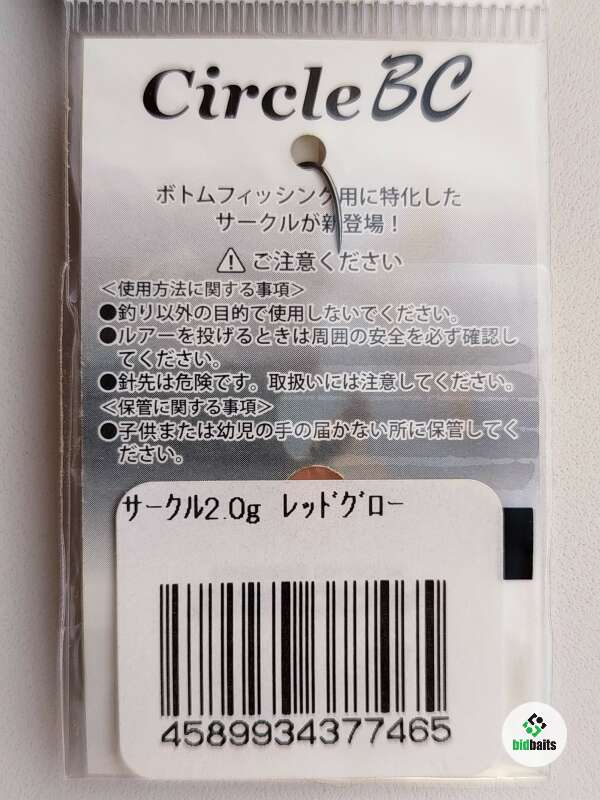 Circle BC
ボトムフィッシング用に特化した
サークルが新登場！
⚠ご注意ください
＜使用方法に関する事項＞
●釣り以外の目的で使用しないでください。
●ルアーを投げるときは周囲の安全を必ず確認し
てください。
●針先は危険です。取扱いには注意してください。
＜保管に関する事項＞
●子供または幼児の手の届かない所に保管してく
ださい。
ｻｰｸﾙ2.0g ﾚｯﾄﾞｸﾞﾛｰ
4589934377465
bidbaits